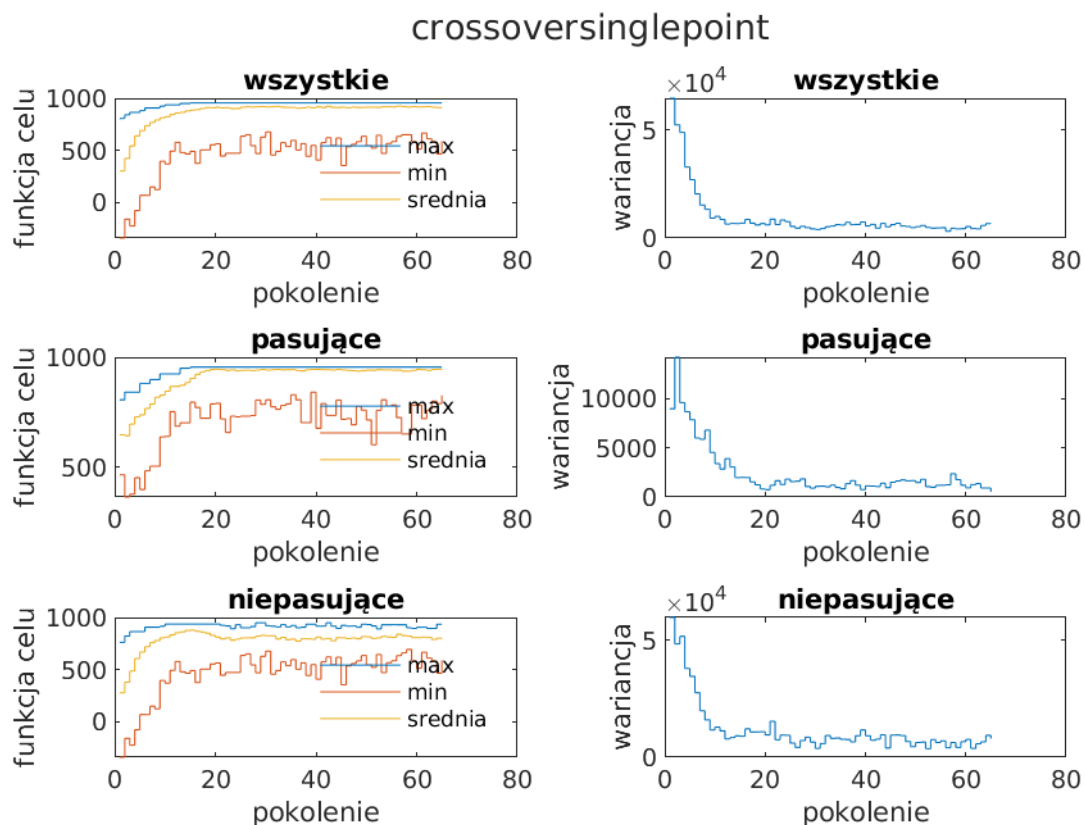 crossoversinglepoint
wszystkie
funkcja celu
1000
500
0
max
min
srednia
0 20 40 60 80
pokolenie
wszystkie
×10^4
wariancja
5
0
0 20 40 60 80
pokolenie
pasujące
funkcja celu
1000
500
max
min
srednia
0 20 40 60 80
pokolenie
pasujące
wariancja
10000
5000
0
0 20 40 60 80
pokolenie
niepasujące
funkcja celu
1000
500
0
max
min
srednia
0 20 40 60 80
pokolenie
niepasujące
×10^4
wariancja
5
0
0 20 40 60 80
pokolenie